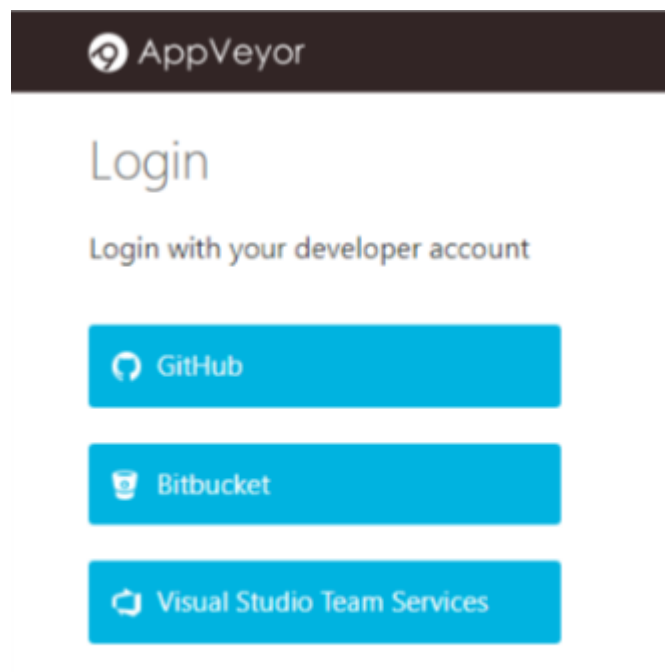 AppVeyor
Login
Login with your developer account
GitHub
Bitbucket
Visual Studio Team Services